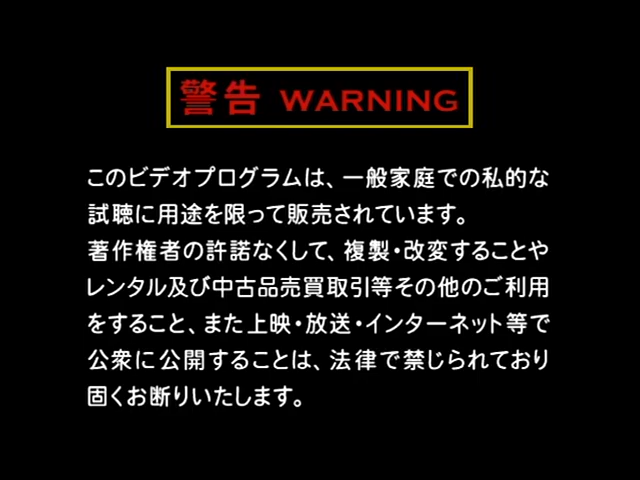 警告 WARNING
このビデオプログラムは、一般家庭での私的な
試聴に用途を限って販売されています。
著作権者の許諾なくして、複製・改変することや
レンタル及び中古品売買取引等その他のご利用
をすること、また上映・放送・インターネット等で
公衆に公開することは、法律で禁じられており
固くお断りいたします。